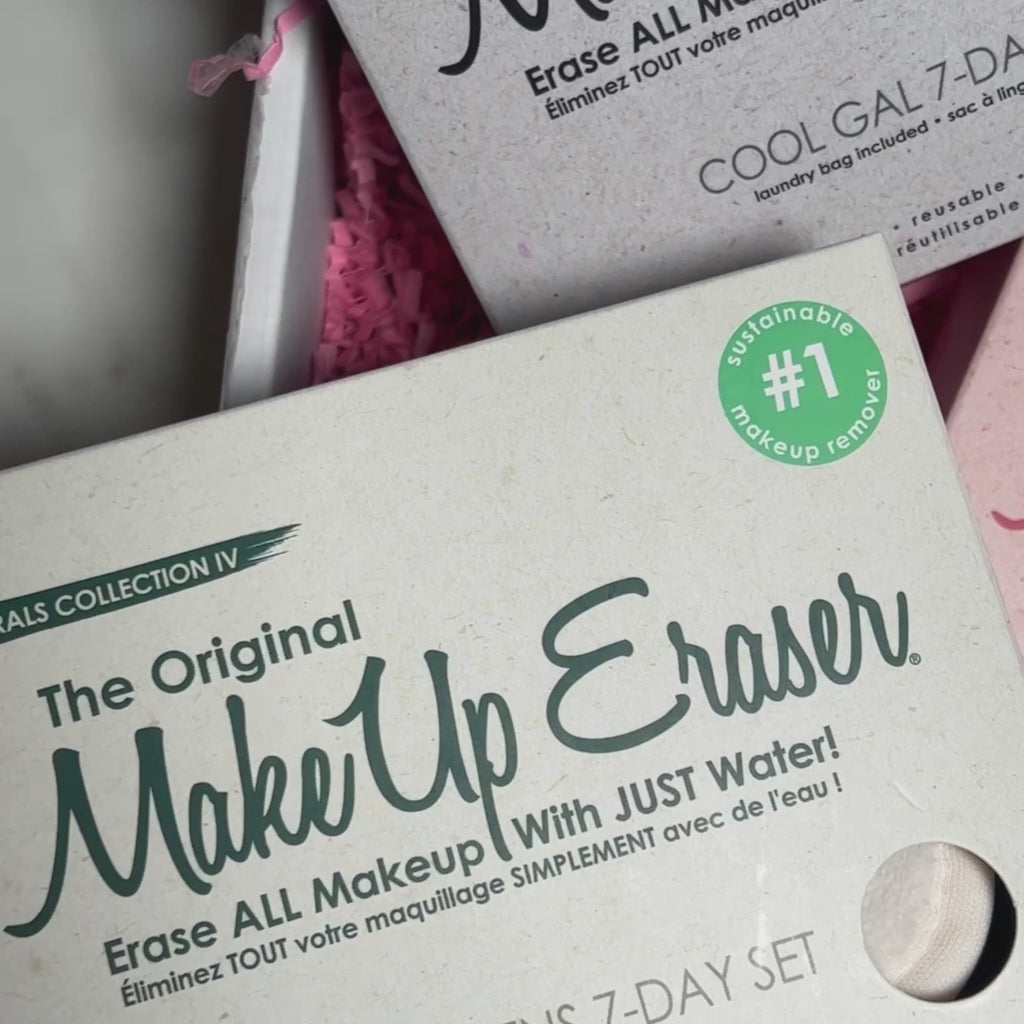 Erase ALL
Éliminez TOUT votre
COOL GAL 7-DA
laundry bag included • sac à ling
• reusable •
réutilisable
sustainable
#1
makeup remover
RALS COLLECTION IV
The Original
MakeUp Eraser®
Erase ALL Makeup With JUST Water!
Éliminez TOUT votre maquillage SIMPLEMENT avec de l'eau !
7-DAY SET